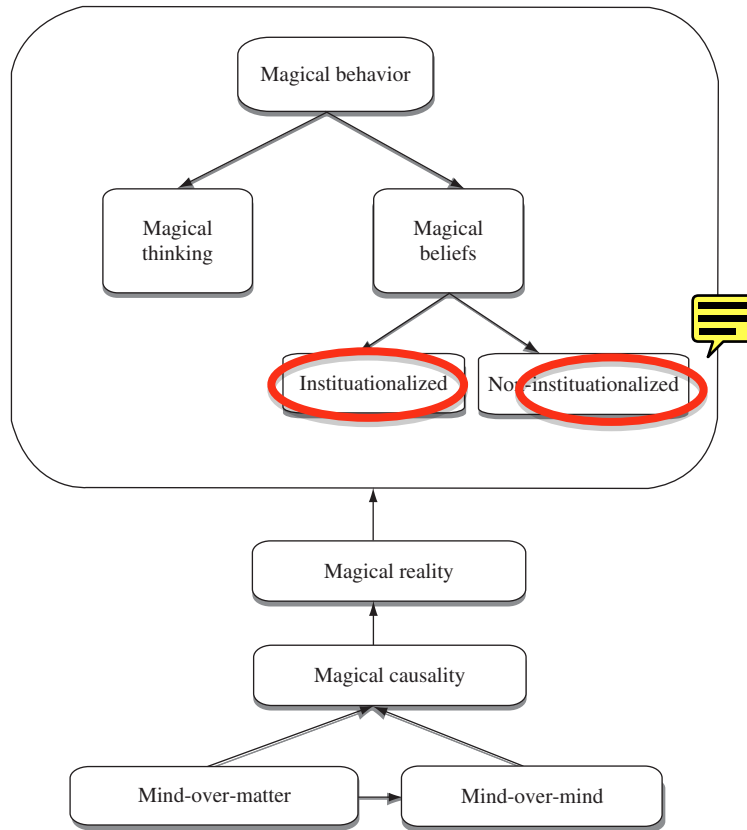 Magical behavior
Magical
thinking
Magical
beliefs
Instituationalized
Non-instituationalized
Magical reality
Magical causality
Mind-over-matter
Mind-over-mind